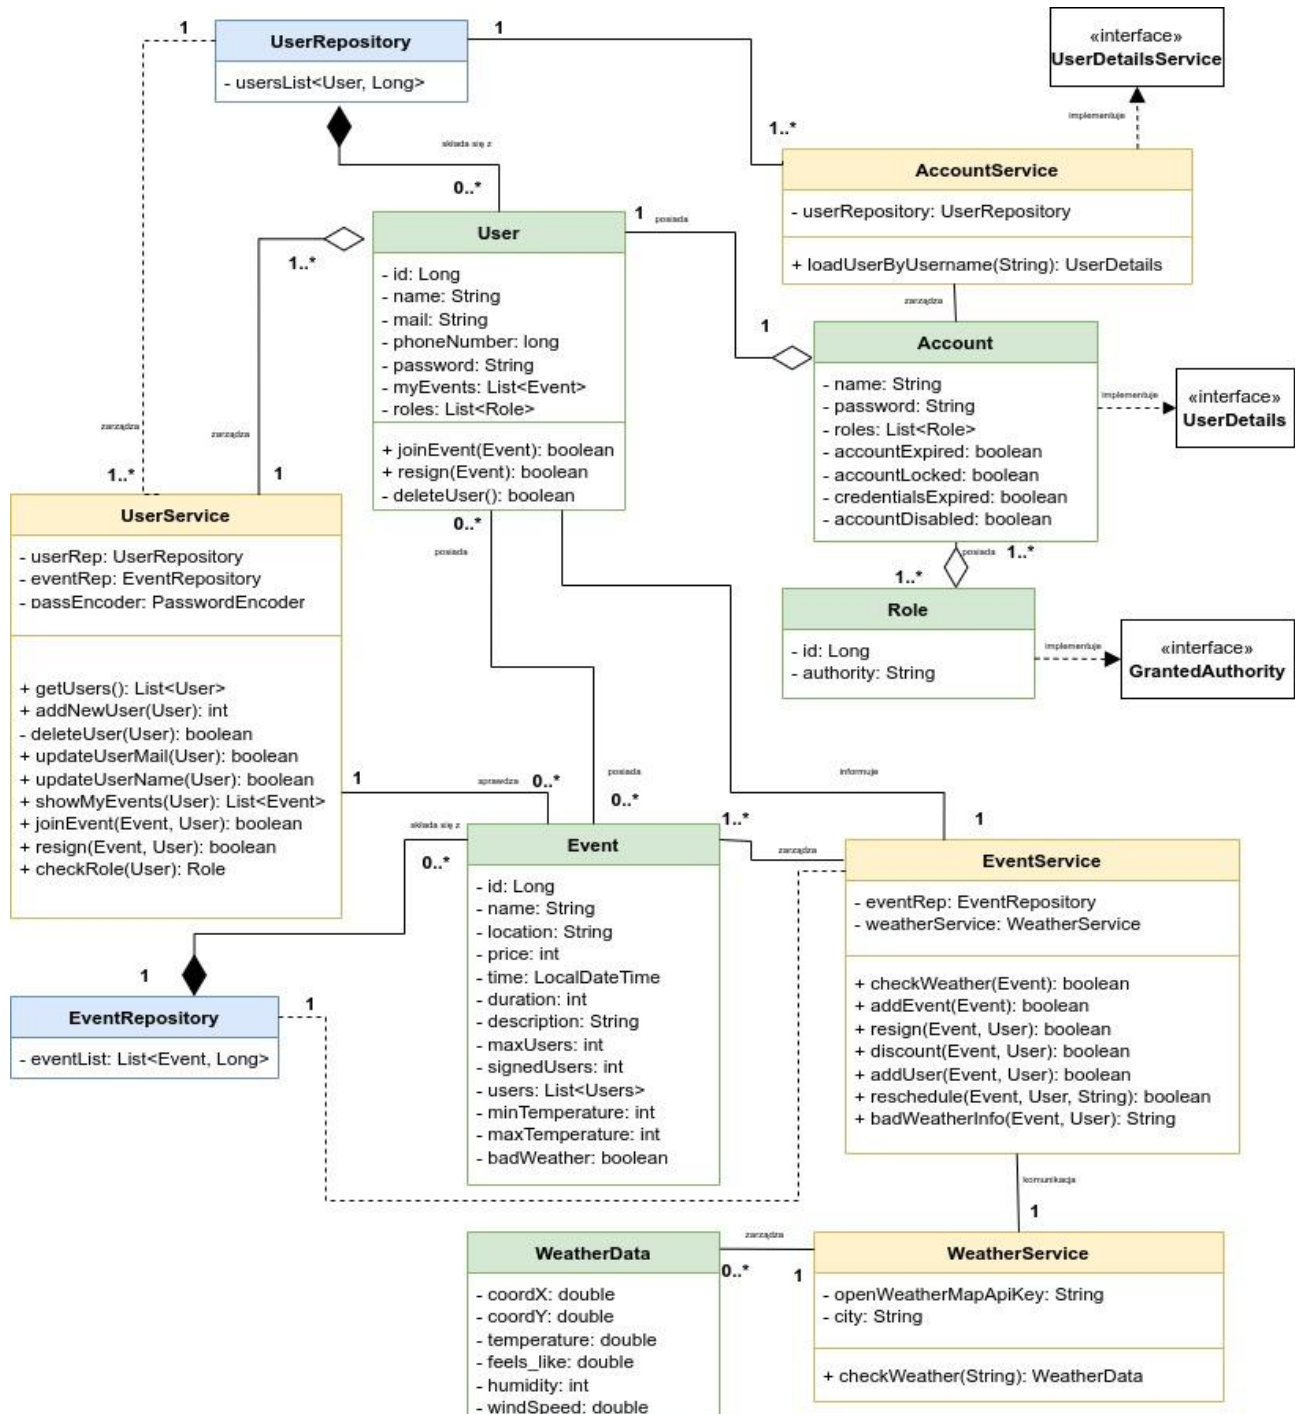 1
UserRepository
- usersList<User, Long>
1
«interface»
UserDetailsService
implementuje
składa się z
0..*
1..*
AccountService
- userRepository: UserRepository
+ loadUserByUsername(String): UserDetails
1..*
User
- id: Long
- name: String
- mail: String
- phoneNumber: long
- password: String
- myEvents: List<Event>
- roles: List<Role>
+ joinEvent(Event): boolean
+ resign(Event): boolean
- deleteUser(): boolean
1
posiada
1
zarządza
Account
- name: String
- password: String
- roles: List<Role>
- accountExpired: boolean
- accountLocked: boolean
- credentialsExpired: boolean
- accountDisabled: boolean
implementuje
«interface»
UserDetails
zarządza
zarządza
1..*
1
UserService
- userRep: UserRepository
- eventRep: EventRepository
- passEncoder: PasswordEncoder
+ getUsers(): List<User>
+ addNewUser(User): int
- deleteUser(User): boolean
+ updateUserMail(User): boolean
+ updateUserName(User): boolean
+ showMyEvents(User): List<Event>
+ joinEvent(Event, User): boolean
+ resign(Event, User): boolean
+ checkRole(User): Role
0..*
posiada
posiada
1..*
1..*
Role
- id: Long
- authority: String
implementuje
«interface»
GrantedAuthority
1
sprawdza
0..*
posiada
0..*
informuje
1
składa się z
0..*
1..*
zarządza
Event
- id: Long
- name: String
- location: String
- price: int
- time: LocalDateTime
- duration: int
- description: String
- maxUsers: int
- signedUsers: int
- users: List<Users>
- minTemperature: int
- maxTemperature: int
- badWeather: boolean
EventService
- eventRep: EventRepository
- weatherService: WeatherService
+ checkWeather(Event): boolean
+ addEvent(Event): boolean
+ resign(Event, User): boolean
+ discount(Event, User): boolean
+ addUser(Event, User): boolean
+ reschedule(Event, User, String): boolean
+ badWeatherInfo(Event, User): String
1
EventRepository
- eventList: List<Event, Long>
1
komunikacja
1
WeatherData
- coordX: double
- coordY: double
- temperature: double
- feels_like: double
- humidity: int
- windSpeed: double
zarządza
0..*
1
WeatherService
- openWeatherMapApiKey: String
- city: String
+ checkWeather(String): WeatherData